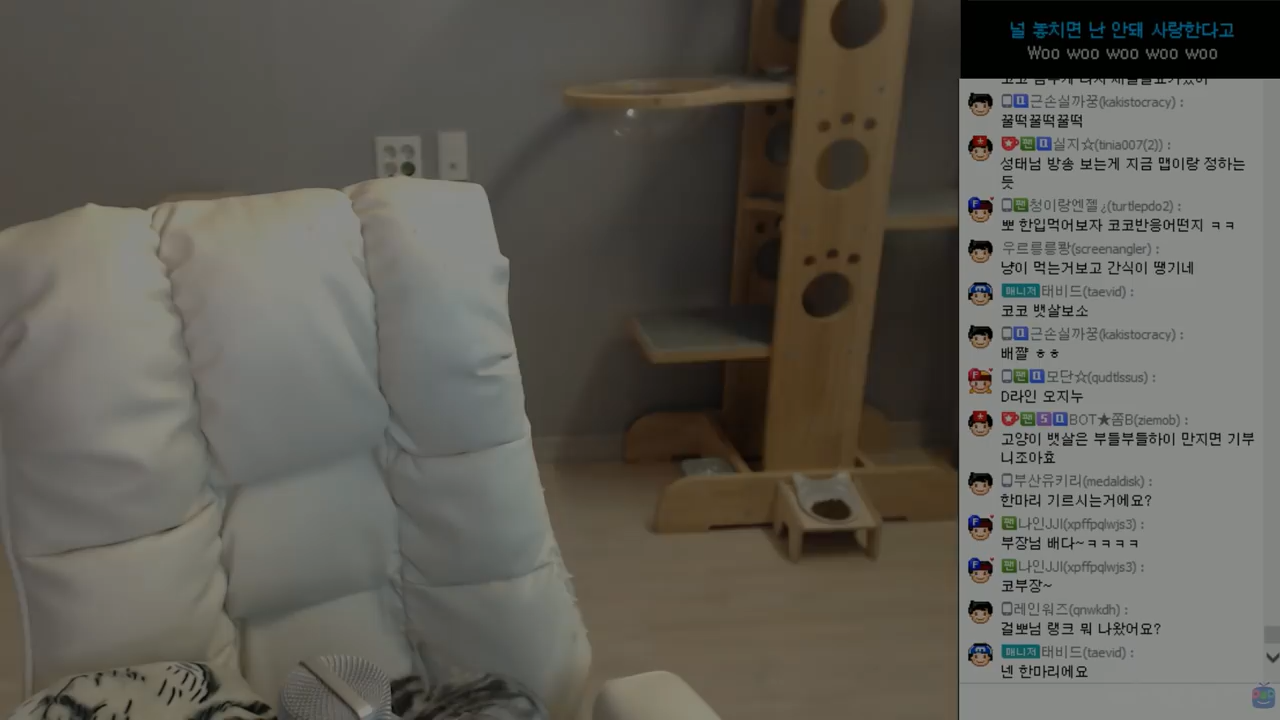 널 놓치면 난 안돼 사랑한다고
Woo woo woo woo woo
근손실까꿍(kakistocracy) :
꿀떡꿀떡꿀떡
팬 실지☆(tinia007(2)) :
성태님 방송 보는게 지금 맵이랑 정하는
듯
팬 청이랑엔젤¿(turtlepdo2) :
뽀 한입먹어보자 코코반응어떤지 ㅋㅋ
우르릉릉쾅(screenangler) :
냥이 먹는거보고 간식이 땡기네
매니저 태비드(taevid) :
코코 뱃살보소
근손실까꿍(kakistocracy) :
배쨜 ㅎㅎ
팬 모단☆(qudtlssus) :
D라인 오지누
팬 5 BOT★쭘B(ziemob) :
고양이 뱃살은 부들부들하이 만지면 기부
니조아효
부산유키리(medaldisk) :
한마리 기르시는거에요?
팬 나인JJI(xpffpqlwjs3) :
부장님 배다~ㅋㅋㅋㅋ
팬 나인JJI(xpffpqlwjs3) :
코부장~
레인워즈(qnwkdh) :
걸뽀님 랭크 뭐 나왔어요?
매니저 태비드(taevid) :
넨 한마리에요